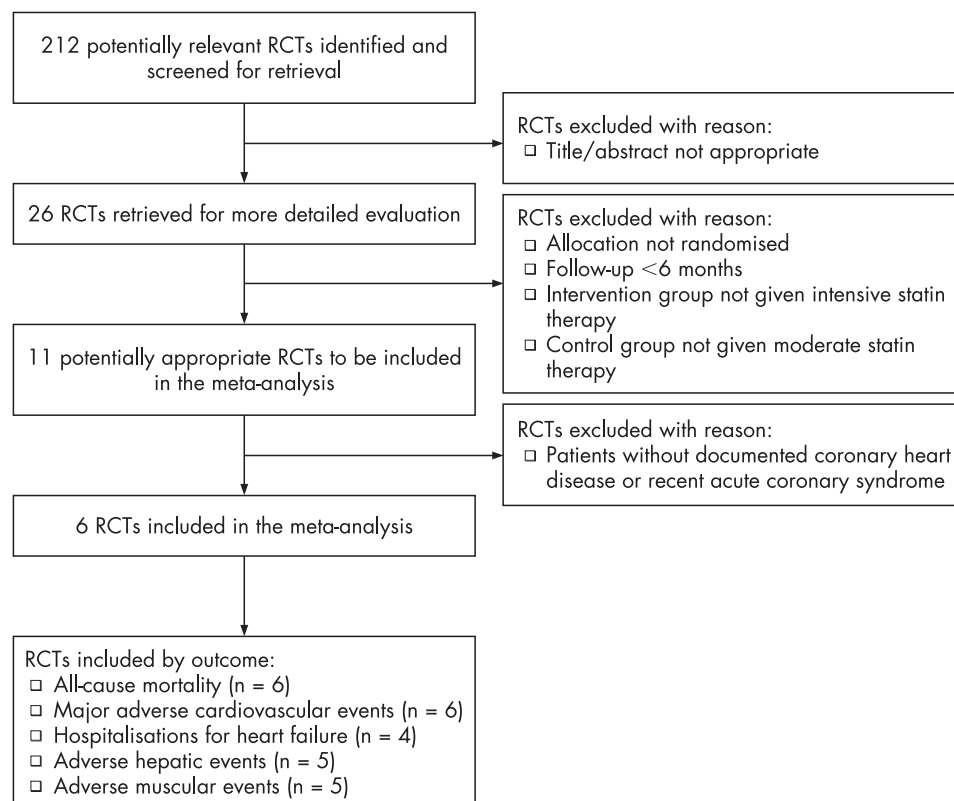 212 potentially relevant RCTs identified and
screened for retrieval
RCTs excluded with reason:
❑ Title/abstract not appropriate
26 RCTs retrieved for more detailed evaluation
RCTs excluded with reason:
❑ Allocation not randomised
❑ Follow-up <6 months
❑ Intervention group not given intensive statin
therapy
❑ Control group not given moderate statin
therapy
11 potentially appropriate RCTs to be included
in the meta-analysis
RCTs excluded with reason:
❑ Patients without documented coronary heart
disease or recent acute coronary syndrome
6 RCTs included in the meta-analysis
RCTs included by outcome:
❑ All-cause mortality (n = 6)
❑ Major adverse cardiovascular events (n = 6)
❑ Hospitalisations for heart failure (n = 4)
❑ Adverse hepatic events (n = 5)
❑ Adverse muscular events (n = 5)